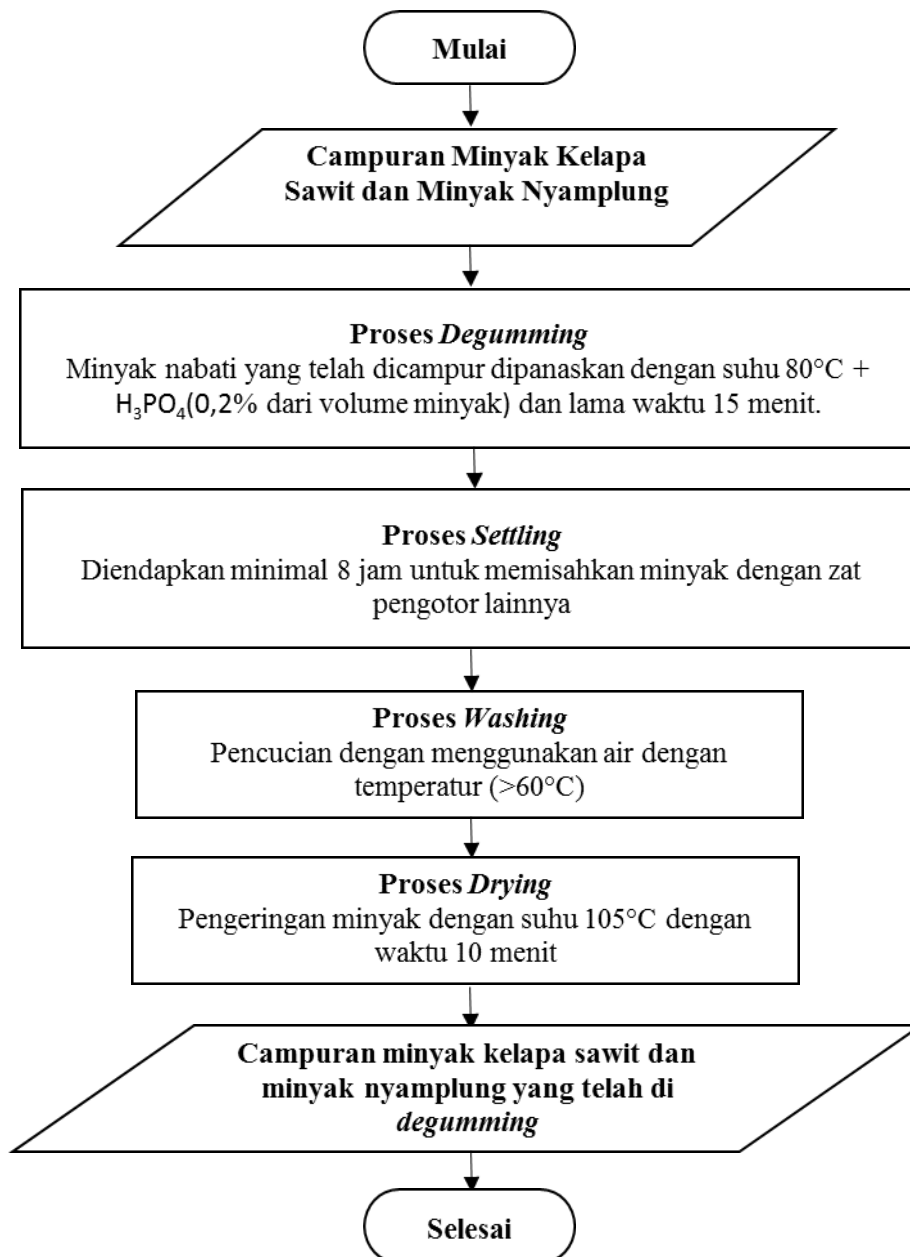 Mulai
Campuran Minyak Kelapa
Sawit dan Minyak Nyamplung
Proses Degumming
Minyak nabati yang telah dicampur dipanaskan dengan suhu 80°C +
H₃PO₄(0,2% dari volume minyak) dan lama waktu 15 menit.
Proses Settling
Diendapkan minimal 8 jam untuk memisahkan minyak dengan zat
pengotor lainnya
Proses Washing
Pencucian dengan menggunakan air dengan
temperatur (>60°C)
Proses Drying
Pengeringan minyak dengan suhu 105°C dengan
waktu 10 menit
Campuran minyak kelapa sawit dan
minyak nyamplung yang telah di
degumming
Selesai